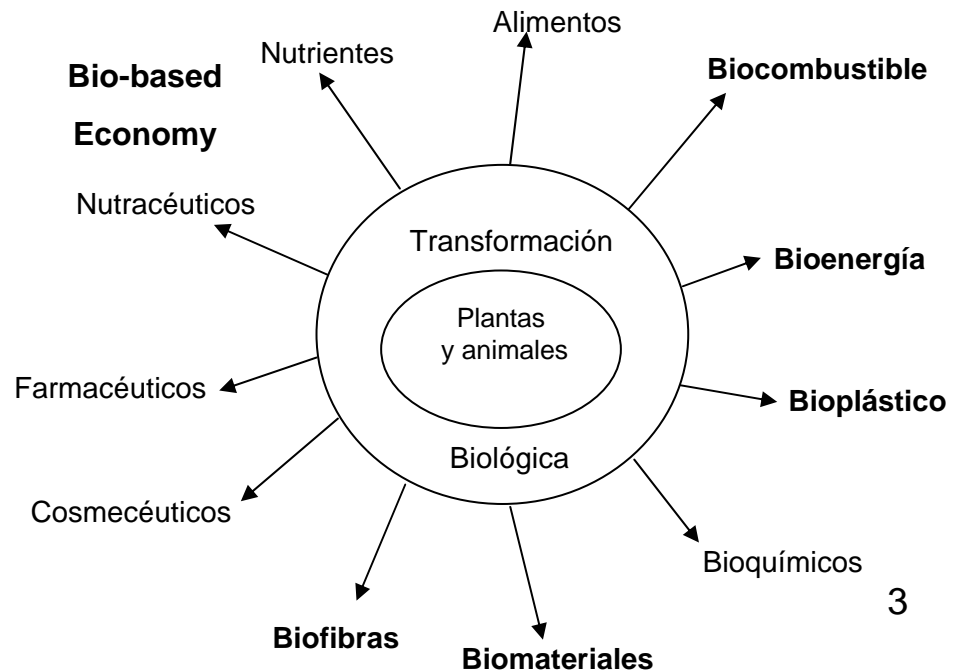 Bio-based
Economy
Nutrientes
Alimentos
Biocombustible
Nutracéuticos
Transformación
Bioenergía
Plantas
y animales
Farmacéuticos
Bioplástico
Biológica
Cosmecéuticos
Bioquímicos
3
Biofibras
Biomateriales